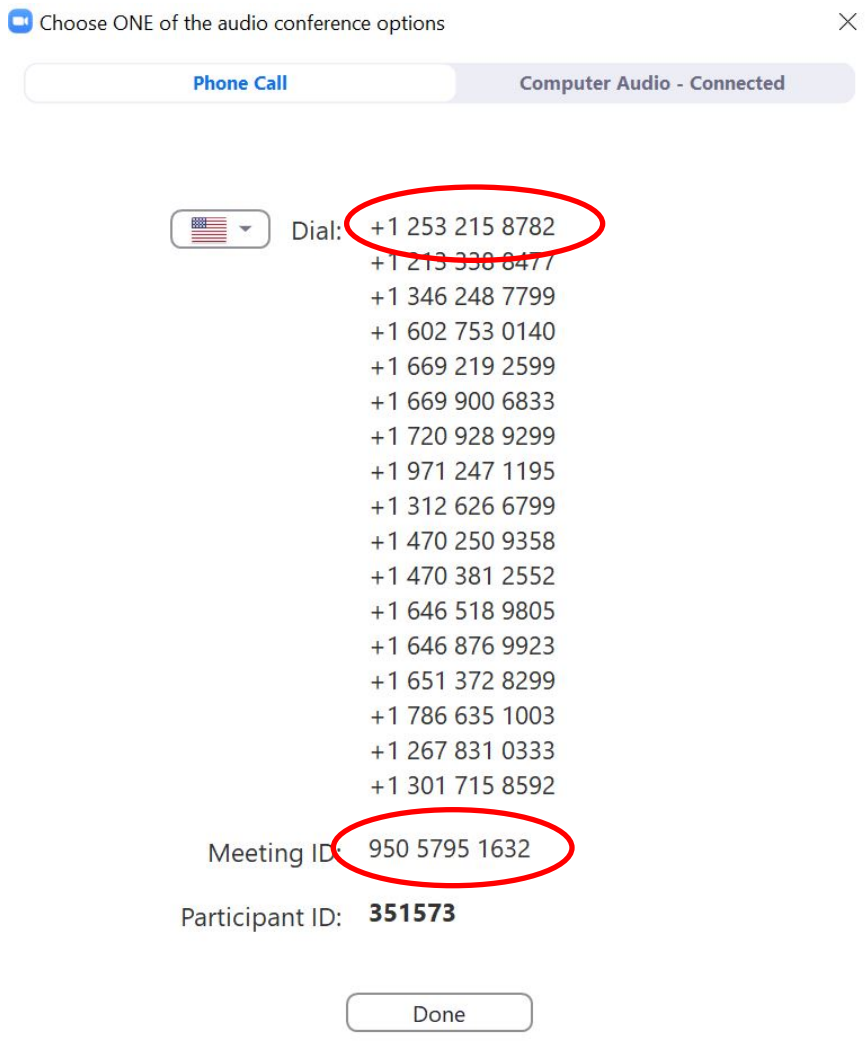 Choose ONE of the audio conference options
Phone Call
Computer Audio - Connected
Dial: +1 253 215 8782
+1 213 338 8477
+1 346 248 7799
+1 602 753 0140
+1 669 219 2599
+1 669 900 6833
+1 720 928 9299
+1 971 247 1195
+1 312 626 6799
+1 470 250 9358
+1 470 381 2552
+1 646 518 9805
+1 646 876 9923
+1 651 372 8299
+1 786 635 1003
+1 267 831 0333
+1 301 715 8592
Meeting ID: 950 5795 1632
Participant ID: 351573
Done